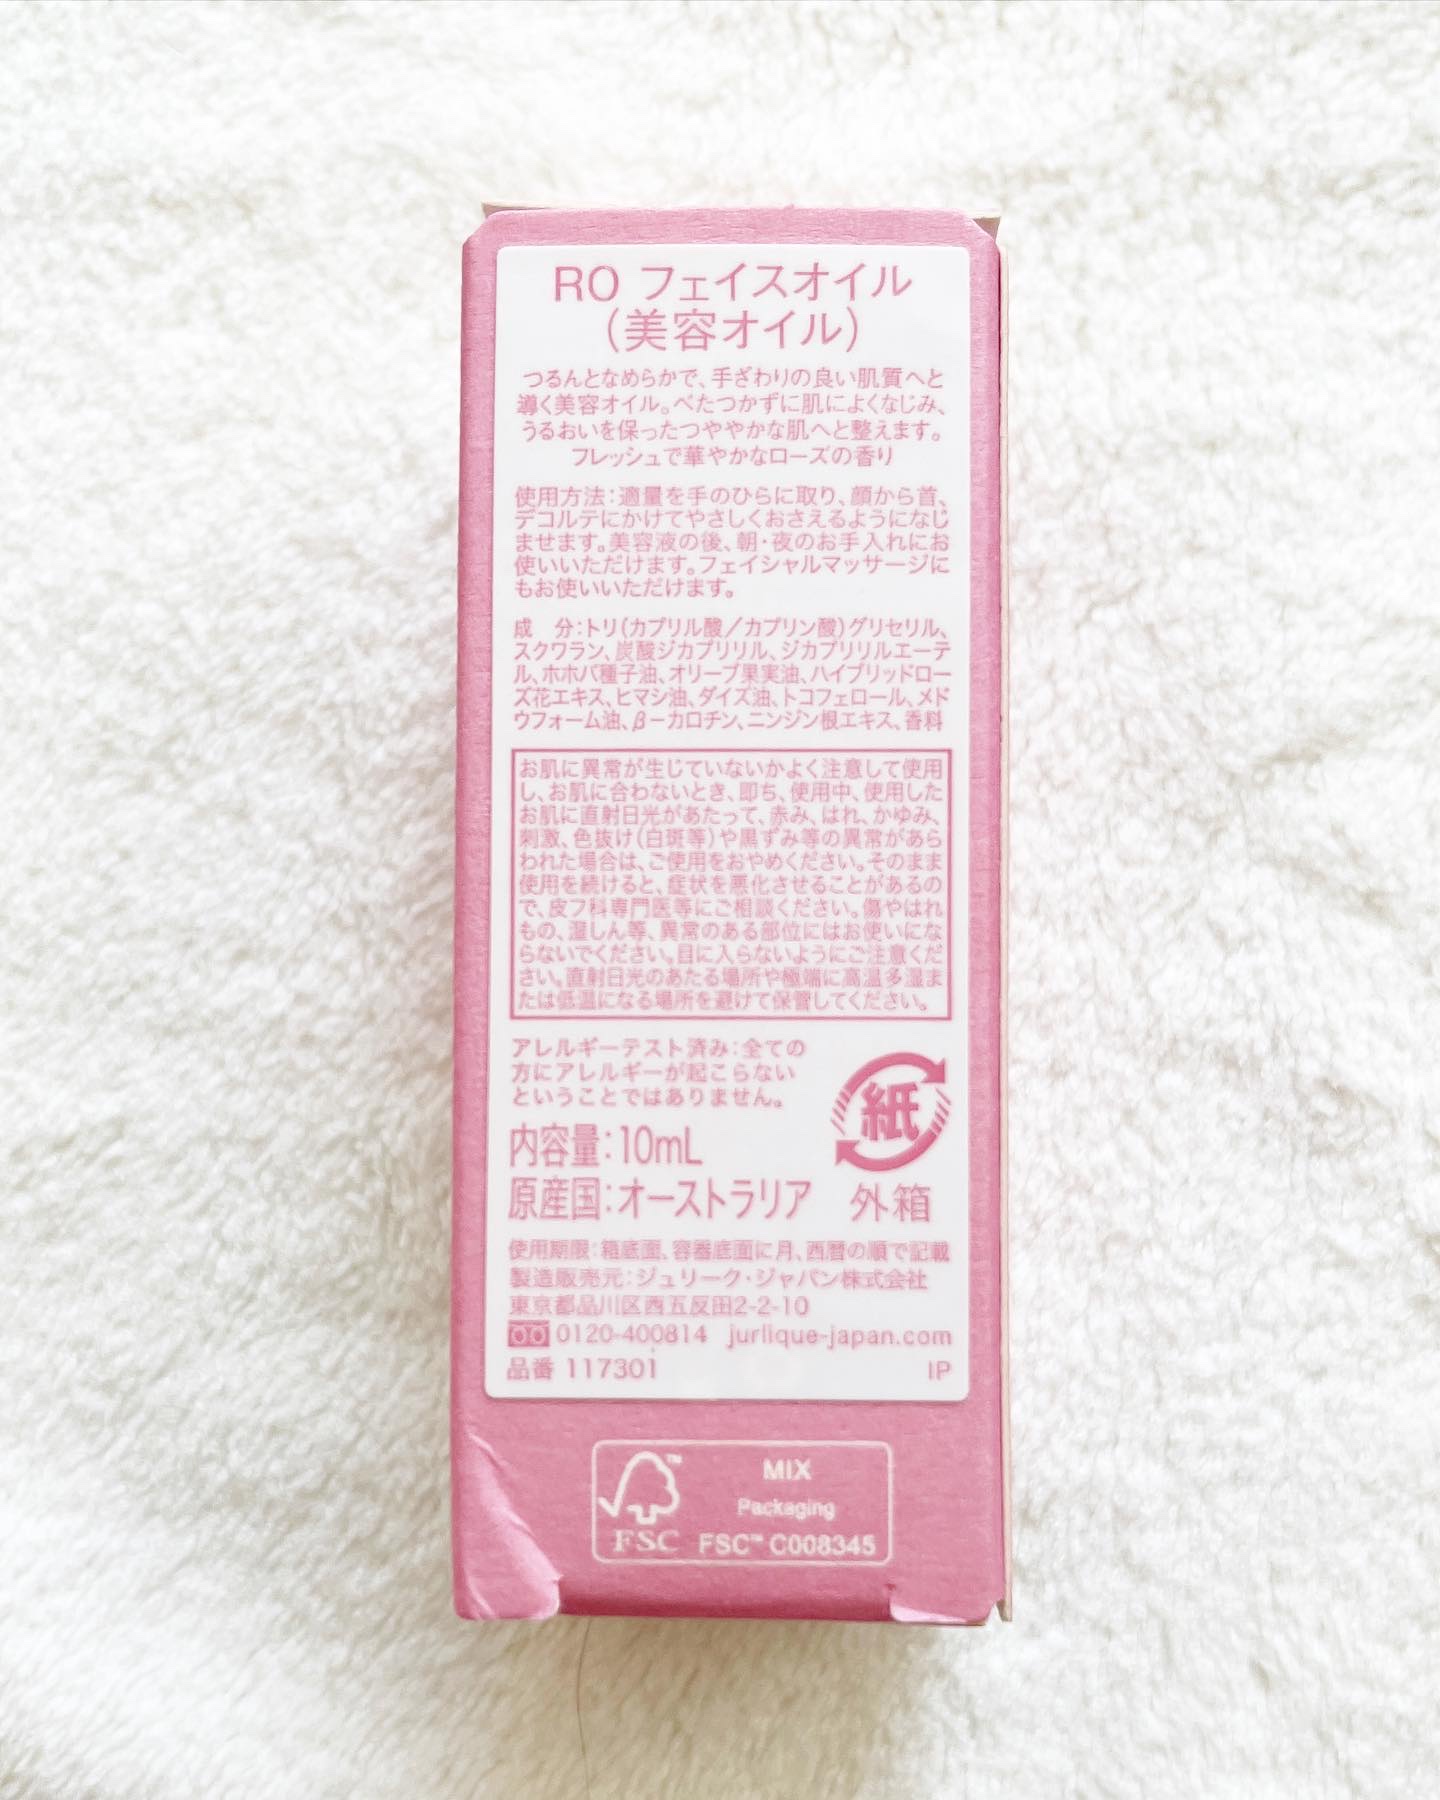 RO フェイスオイル
（美容オイル）
つるんとなめらかで、手ざわりの良い肌質へと
導く美容オイル。べたつかずに肌によくなじみ、
うるおいを保ったつややかな肌へと整えます。
フレッシュで華やかなローズの香り
使用方法：適量を手のひらに取り、顔から首、
デコルテにかけてやさしくおさえるようになじ
ませます。美容液の後、朝・夜のお手入れにお
使いいただけます。フェイシャルマッサージに
もお使いいただけます。
成　分：トリ（カプリル酸／カプリン酸）グリセリル、
スクワラン、炭酸ジカプリリル、ジカプリリルエーテ
ル、ホホバ種子油、オリーブ果実油、ハイブリッドロー
ズ花エキス、ヒマシ油、ダイズ油、トコフェロール、メド
ウフォーム油、β－カロチン、ニンジン根エキス、香料
お肌に異常が生じていないかよく注意して使用
し、お肌に合わないとき、即ち、使用中、使用した
お肌に直射日光があたって、赤み、はれ、かゆみ、
刺激、色抜け（白斑等）や黒ずみ等の異常があら
われた場合は、ご使用をおやめください。そのまま
使用を続けると、症状を悪化させることがあるの
で、皮フ科専門医等にご相談ください。傷やはれ
もの、湿しん等、異常のある部位にはお使いにな
らないでください。目に入らないようにご注意くだ
さい。直射日光のあたる場所や極端に高温多湿ま
たは低温になる場所を避けて保管してください。
アレルギーテスト済み：全ての
方にアレルギーが起こらない
ということではありません。
紙
内容量：10mL
原産国：オーストラリア
外箱
使用期限：箱底面、容器底面に月、西暦の順で記載
製造販売元：ジュリーク・ジャパン株式会社
東京都品川区西五反田2-2-10
0120-400814 jurlique-japan.com
品番 117301 IP
MIX
Packaging
FSC™ C008345
FSC